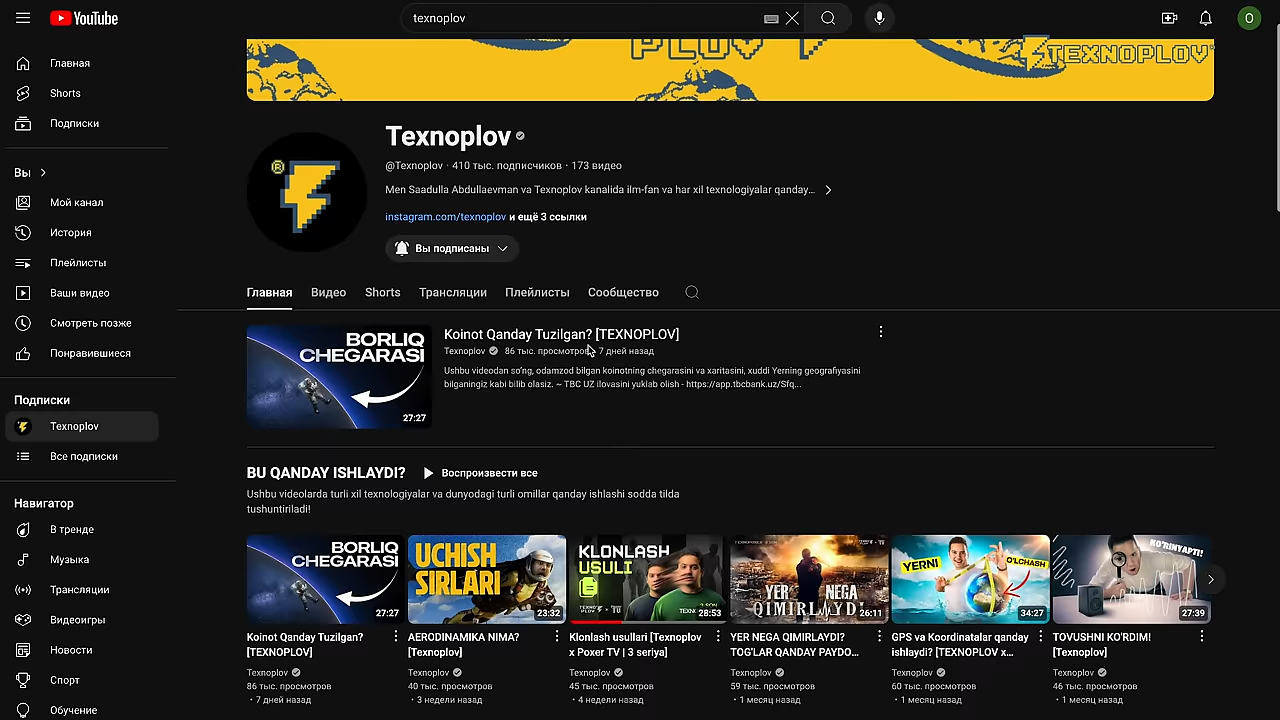 YouTube
texnoplov
O
Главная
Shorts
Подписки
Вы
Мой канал
История
Плейлисты
Ваши видео
Смотреть позже
Понравившиеся
Подписки
Texnoplov
Все подписки
Навигатор
В тренде
Музыка
Трансляции
Видеоигры
Новости
Спорт
Обучение
PLOV
TEXNOPLOV
Texnoplov
@Texnoplov · 410 тыс. подписчиков · 173 видео
Men Saadulla Abdullaevman va Texnoplov kanalida ilm-fan va har xil texnologiyalar qanday...
instagram.com/texnoplov и ещё 3 ссылки
Вы подписаны
Главная Видео Shorts Трансляции Плейлисты Сообщество
BORLIQ
CHEGARASI
27:27
Koinot Qanday Tuzilgan? [TEXNOPLOV]
Texnoplov 86 тыс. просмотров · 7 дней назад
Ushbu videodan so'ng, odamzod bilgan koinotning chegarasini va xaritasini, xuddi Yerning geografiyasini
bilganingiz kabi bilib olasiz. ~ TBC UZ ilovasini yuklab olish - https://app.tbcbank.uz/Sfq...
BU QANDAY ISHLAYDI? Воспроизвести все
Ushbu videolarda turli xil texnologiyalar va dunyodagi turli omillar qanday ishlashi sodda tilda
tushuntiriladi!
BORLIQ
CHEGARASI
27:27
Koinot Qanday Tuzilgan?
[TEXNOPLOV]
Texnoplov
86 тыс. просмотров
· 7 дней назад
UCHISH
SIRLARI
23:32
AERODINAMIKA NIMA?
[Texnoplov]
Texnoplov
40 тыс. просмотров
· 3 недели назад
KLONLASH
USULI
28:53
Klonlash usullari [Texnoplov
x Poxer TV | 3 seriya]
Texnoplov
45 тыс. просмотров
· 4 недели назад
YER NEGA
QIMIRLAYDI
26:11
YER NEGA QIMIRLAYDI?
TOG'LAR QANDAY PAYDO...
Texnoplov
59 тыс. просмотров
· 1 месяц назад
YERNI
O'LCHASH
34:27
GPS va Koordinatalar qanday
ishlaydi? [TEXNOPLOV x...
Texnoplov
60 тыс. просмотров
· 1 месяц назад
KO'RINYAPTI!
27:39
TOVUSHNI KO'RDIM!
[Texnoplov]
Texnoplov
46 тыс. просмотров
· 1 месяц назад